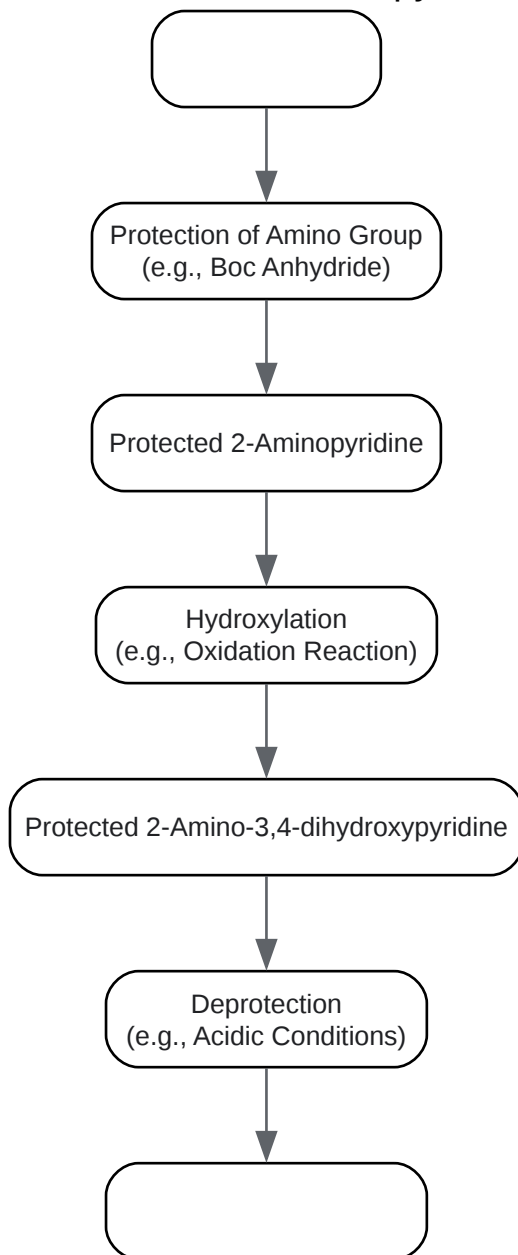 Protection of Amino Group
(e.g., Boc Anhydride)
Protected 2-Aminopyridine
Hydroxylation
(e.g., Oxidation Reaction)
Protected 2-Amino-3,4-dihydroxypyridine
Deprotection
(e.g., Acidic Conditions)